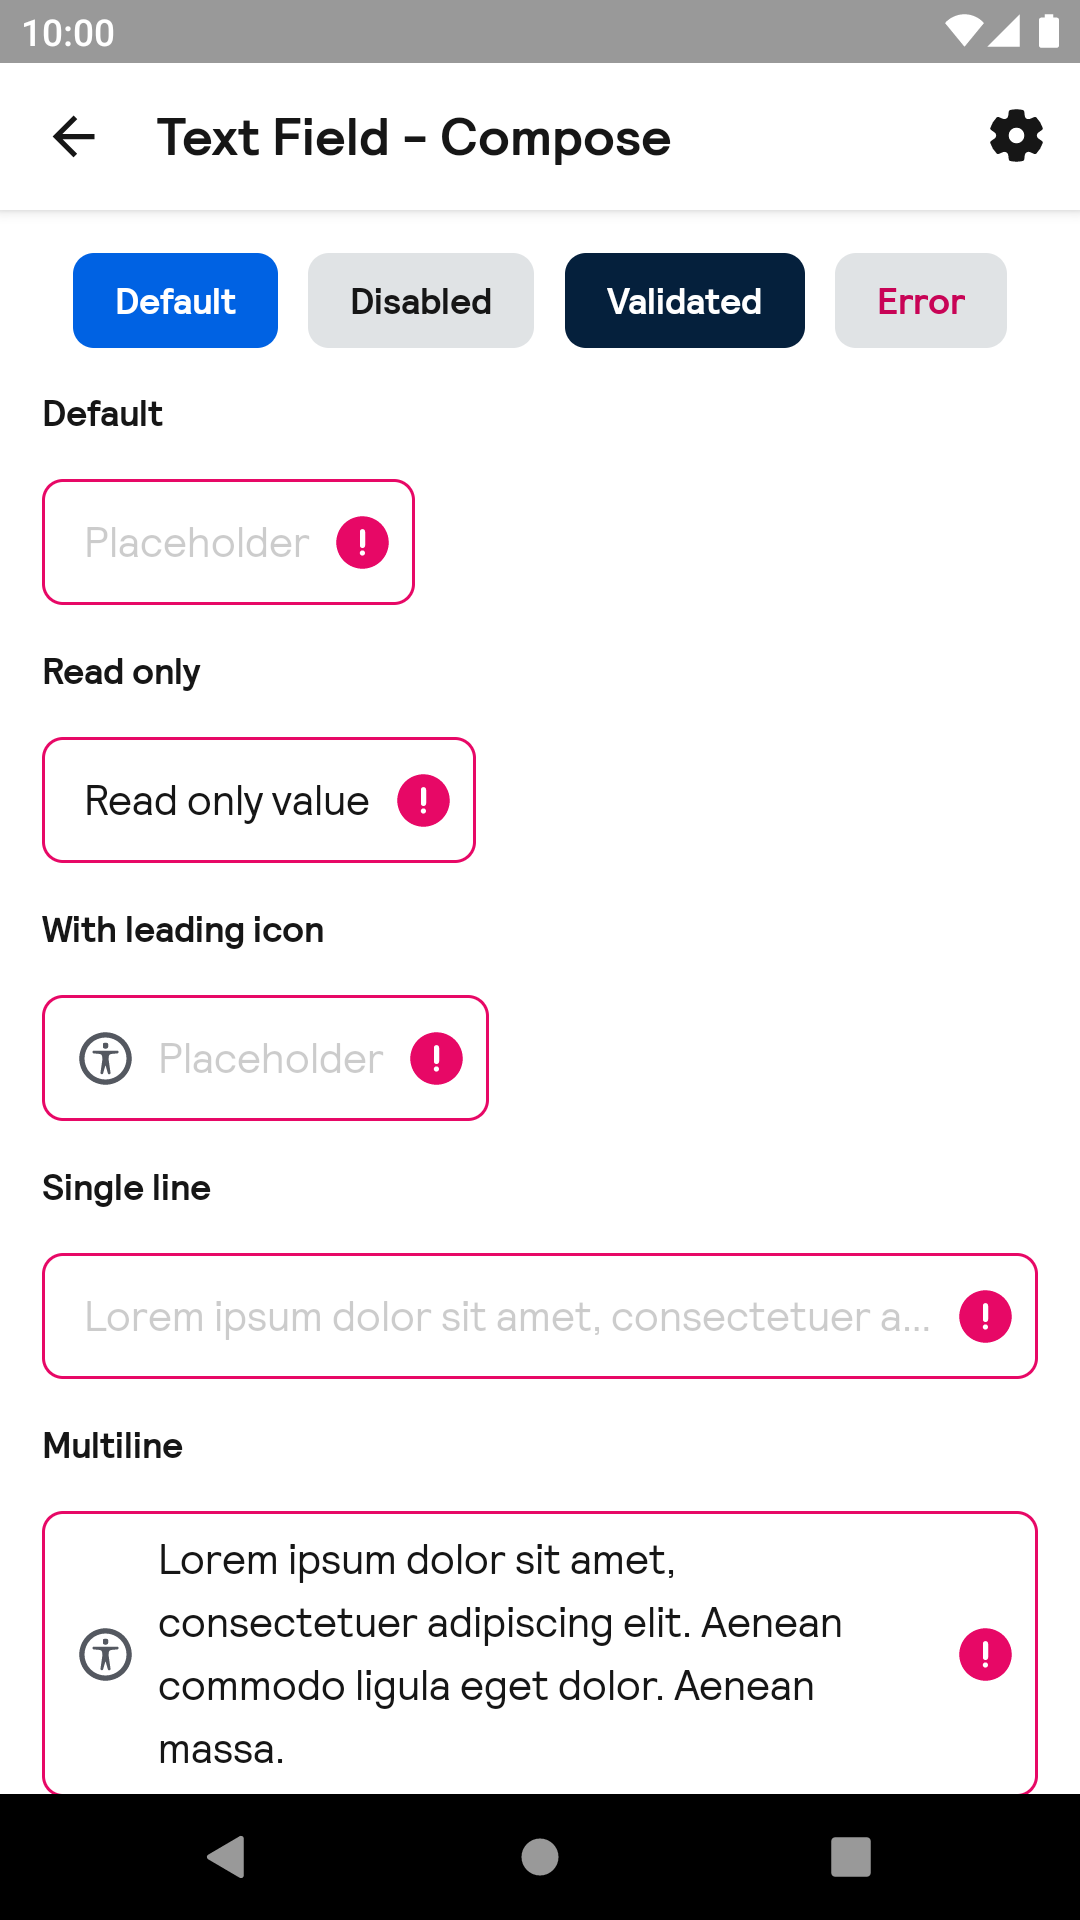 10:00
Text Field - Compose
Default
Disabled
Validated
Error
Default
Placeholder
Read only
Read only value
With leading icon
Placeholder
Single line
Lorem ipsum dolor sit amet, consectetuer a...
Multiline
Lorem ipsum dolor sit amet,
consectetuer adipiscing elit. Aenean
commodo ligula eget dolor. Aenean
massa.